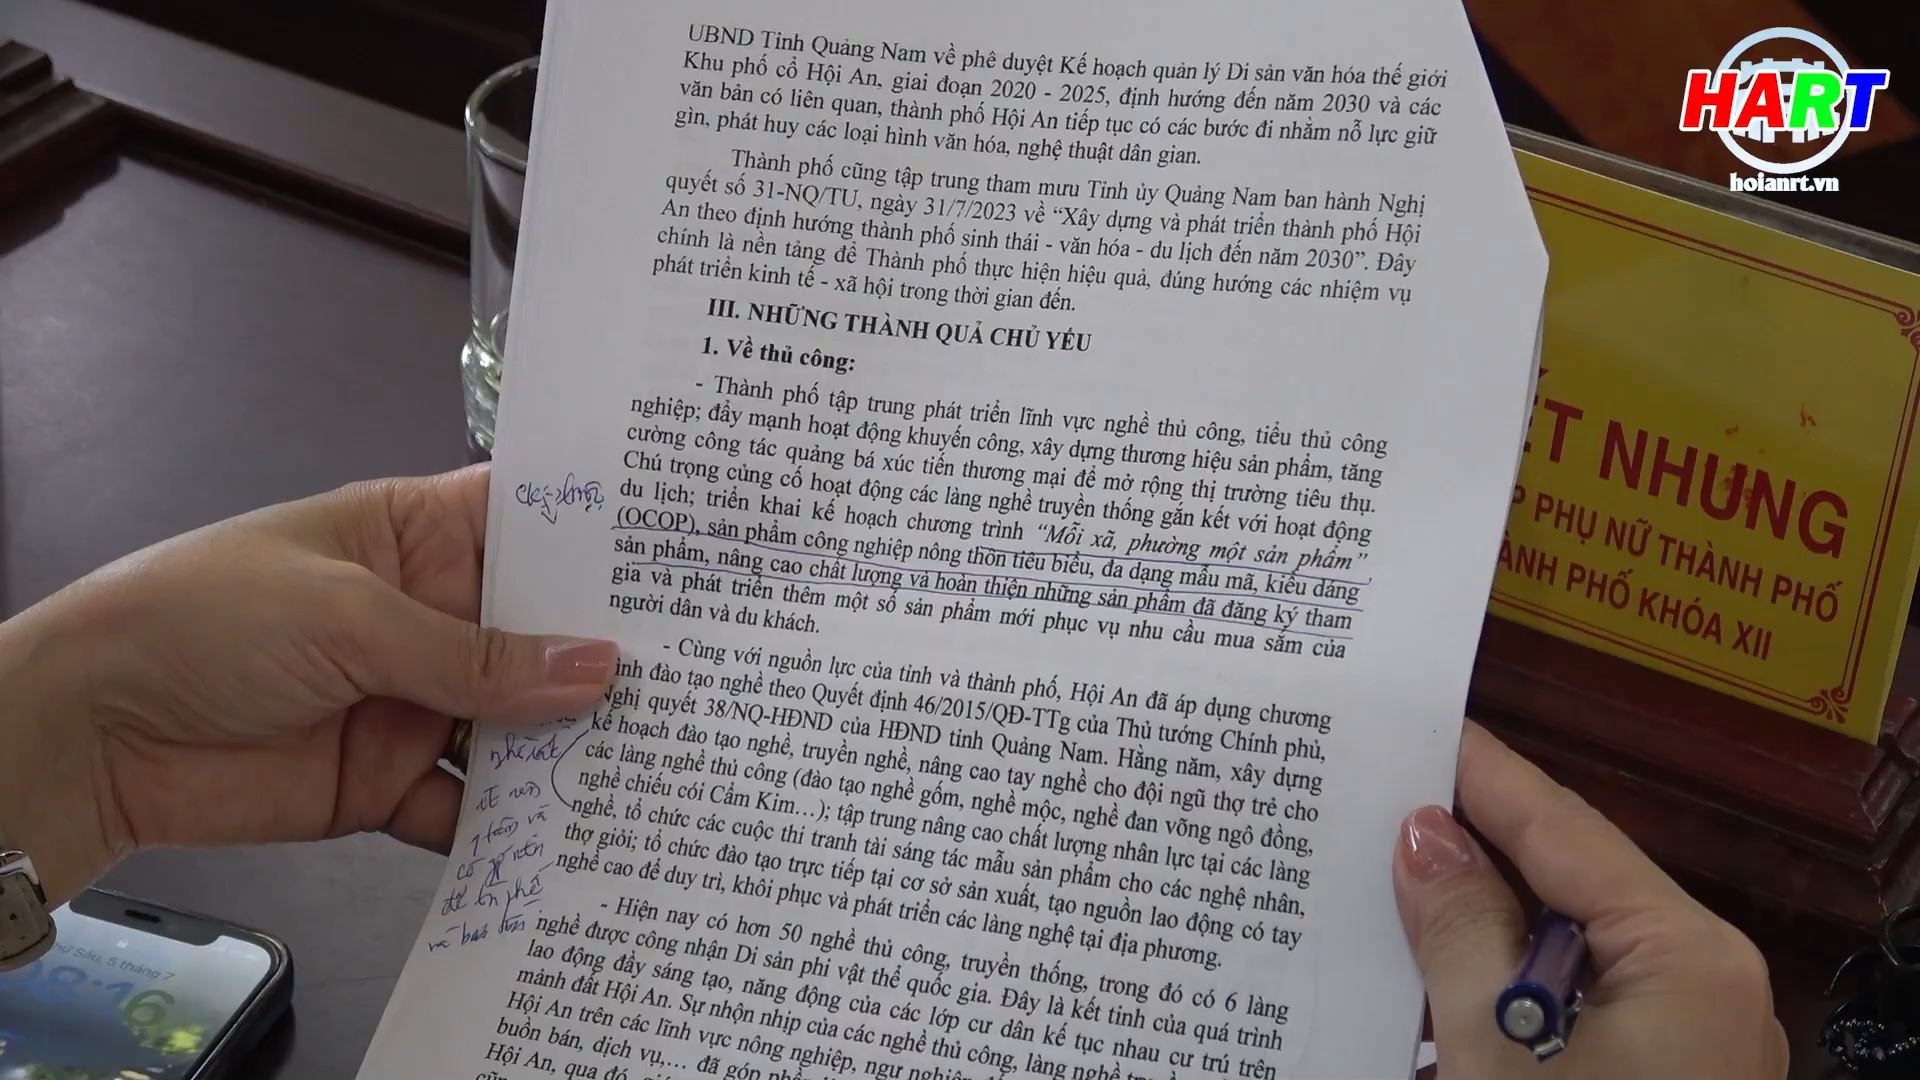 UBND Tỉnh Quảng Nam về phê duyệt Kế hoạch quản lý Di sản văn hóa thế giới
Khu phố cổ Hội An, giai đoạn 2020 - 2025, định hướng đến năm 2030 và các
văn bản có liên quan, thành phố Hội An tiếp tục có các bước đi nhằm nỗ lực giữ
gìn, phát huy các loại hình văn hóa, nghệ thuật dân gian.
Thành phố cũng tập trung tham mưu Tỉnh ủy Quảng Nam ban hành Nghị
quyết số 31-NQ/TU, ngày 31/7/2023 về “Xây dựng và phát triển thành phố Hội
An theo định hướng thành phố sinh thái - văn hóa - du lịch đến năm 2030”. Đây
chính là nền tảng để Thành phố thực hiện hiệu quả, đúng hướng các nhiệm vụ
phát triển kinh tế - xã hội trong thời gian đến.
III. NHỮNG THÀNH QUẢ CHỦ YẾU
1. Về thủ công:
- Thành phố tập trung phát triển lĩnh vực nghề thủ công, tiểu thủ công
nghiệp; đẩy mạnh hoạt động khuyến công, xây dựng thương hiệu sản phẩm, tăng
cường công tác quảng bá xúc tiến thương mại để mở rộng thị trường tiêu thụ.
Chú trọng củng cố hoạt động các làng nghề truyền thống gắn kết với hoạt động
du lịch; triển khai kế hoạch chương trình “Mỗi xã, phường một sản phẩm”
(OCOP), sản phẩm công nghiệp nông thôn tiêu biểu, đa dạng mẫu mã, kiểu dáng
sản phẩm, nâng cao chất lượng và hoàn thiện những sản phẩm đã đăng ký tham
gia và phát triển thêm một số sản phẩm mới phục vụ nhu cầu mua sắm của
người dân và du khách.
- Cùng với nguồn lực của tỉnh và thành phố, Hội An đã áp dụng chương
ình đào tạo nghề theo Quyết định 46/2015/QĐ-TTg của Thủ tướng Chính phủ,
Nghị quyết 38/NQ-HĐND của HĐND tỉnh Quảng Nam. Hằng năm, xây dựng
kế hoạch đào tạo nghề, truyền nghề, nâng cao tay nghề cho đội ngũ thợ trẻ cho
các làng nghề thủ công (đào tạo nghề gốm, nghề mộc, nghề đan võng ngô đồng,
nghề chiếu cói Cẩm Kim…); tập trung nâng cao chất lượng nhân lực tại các làng
nghề, tổ chức các cuộc thi tranh tài sáng tác mẫu sản phẩm cho các nghệ nhân,
thợ giỏi; tổ chức đào tạo trực tiếp tại cơ sở sản xuất, tạo nguồn lao động có tay
nghề cao để duy trì, khôi phục và phát triển các làng nghề tại địa phương.
- Hiện nay có hơn 50 nghề thủ công, truyền thống, trong đó có 6 làng
nghề được công nhận Di sản phi vật thể quốc gia. Đây là kết tinh của quá trình
lao động đầy sáng tạo, năng động của các lớp cư dân kế tục nhau cư trú trên
mảnh đất Hội An. Sự nhộn nhịp của các nghề thủ công, làng nghề
Hội An trên các lĩnh vực nông nghiệp, ngư
buôn bán, dịch vụ,… đã góp
Hội An, qua đó,
HART
hoianrt.vn
ẾT NHUNG
P PHỤ NỮ THÀNH PHỐ
ÀNH PHỐ KHÓA XII
Thứ Sáu, 5 tháng 7
08:16